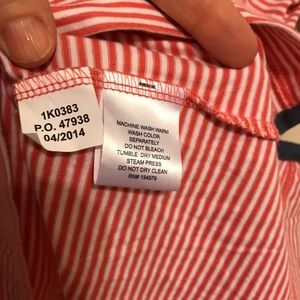 1K0383
P.O. 47938
04/2014
MACHINE WASH WARM
WASH COLOR
SEPARATELY
DO NOT BLEACH
TUMBLE DRY MEDIUM
STEAM PRESS
DO NOT DRY CLEAN
RN# 134579